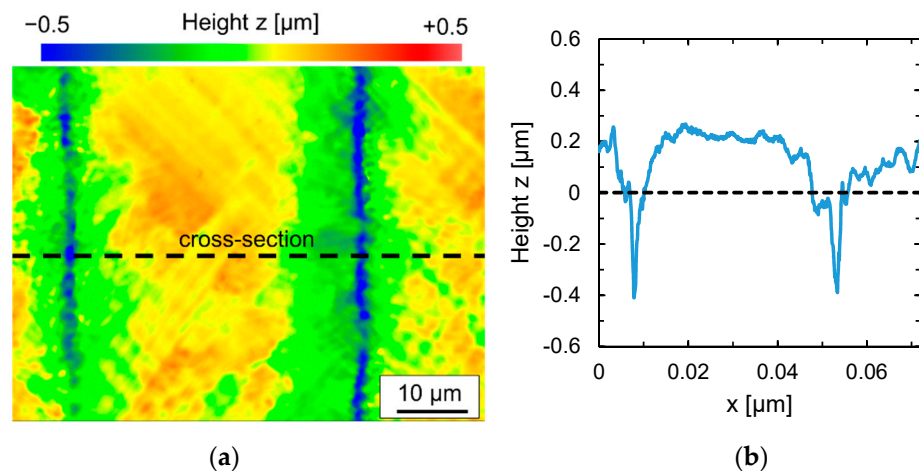 Height z [µm]
−0.5
+0.5
cross-section
10 µm
(a)
0.6
0.4
0.2
0
-0.2
-0.4
-0.6
Height z [µm]
0
0.02
0.04
0.06
x [µm]
(b)